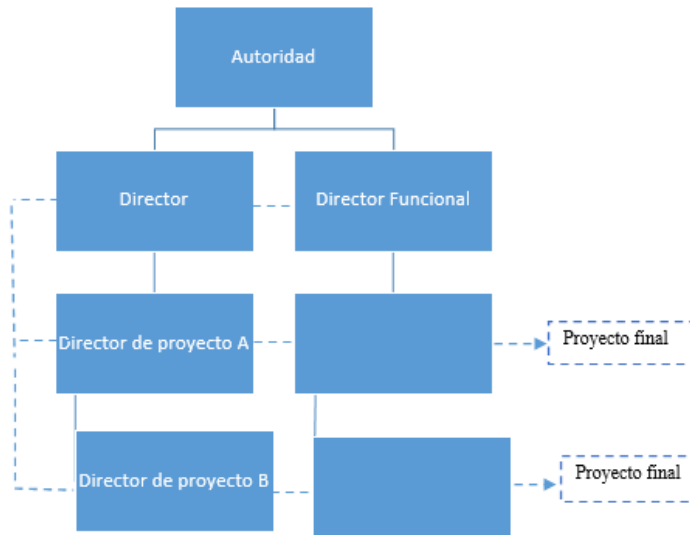 Autoridad
Director
Director Funcional
Director de proyecto A
Proyecto final
Director de proyecto B
Proyecto final